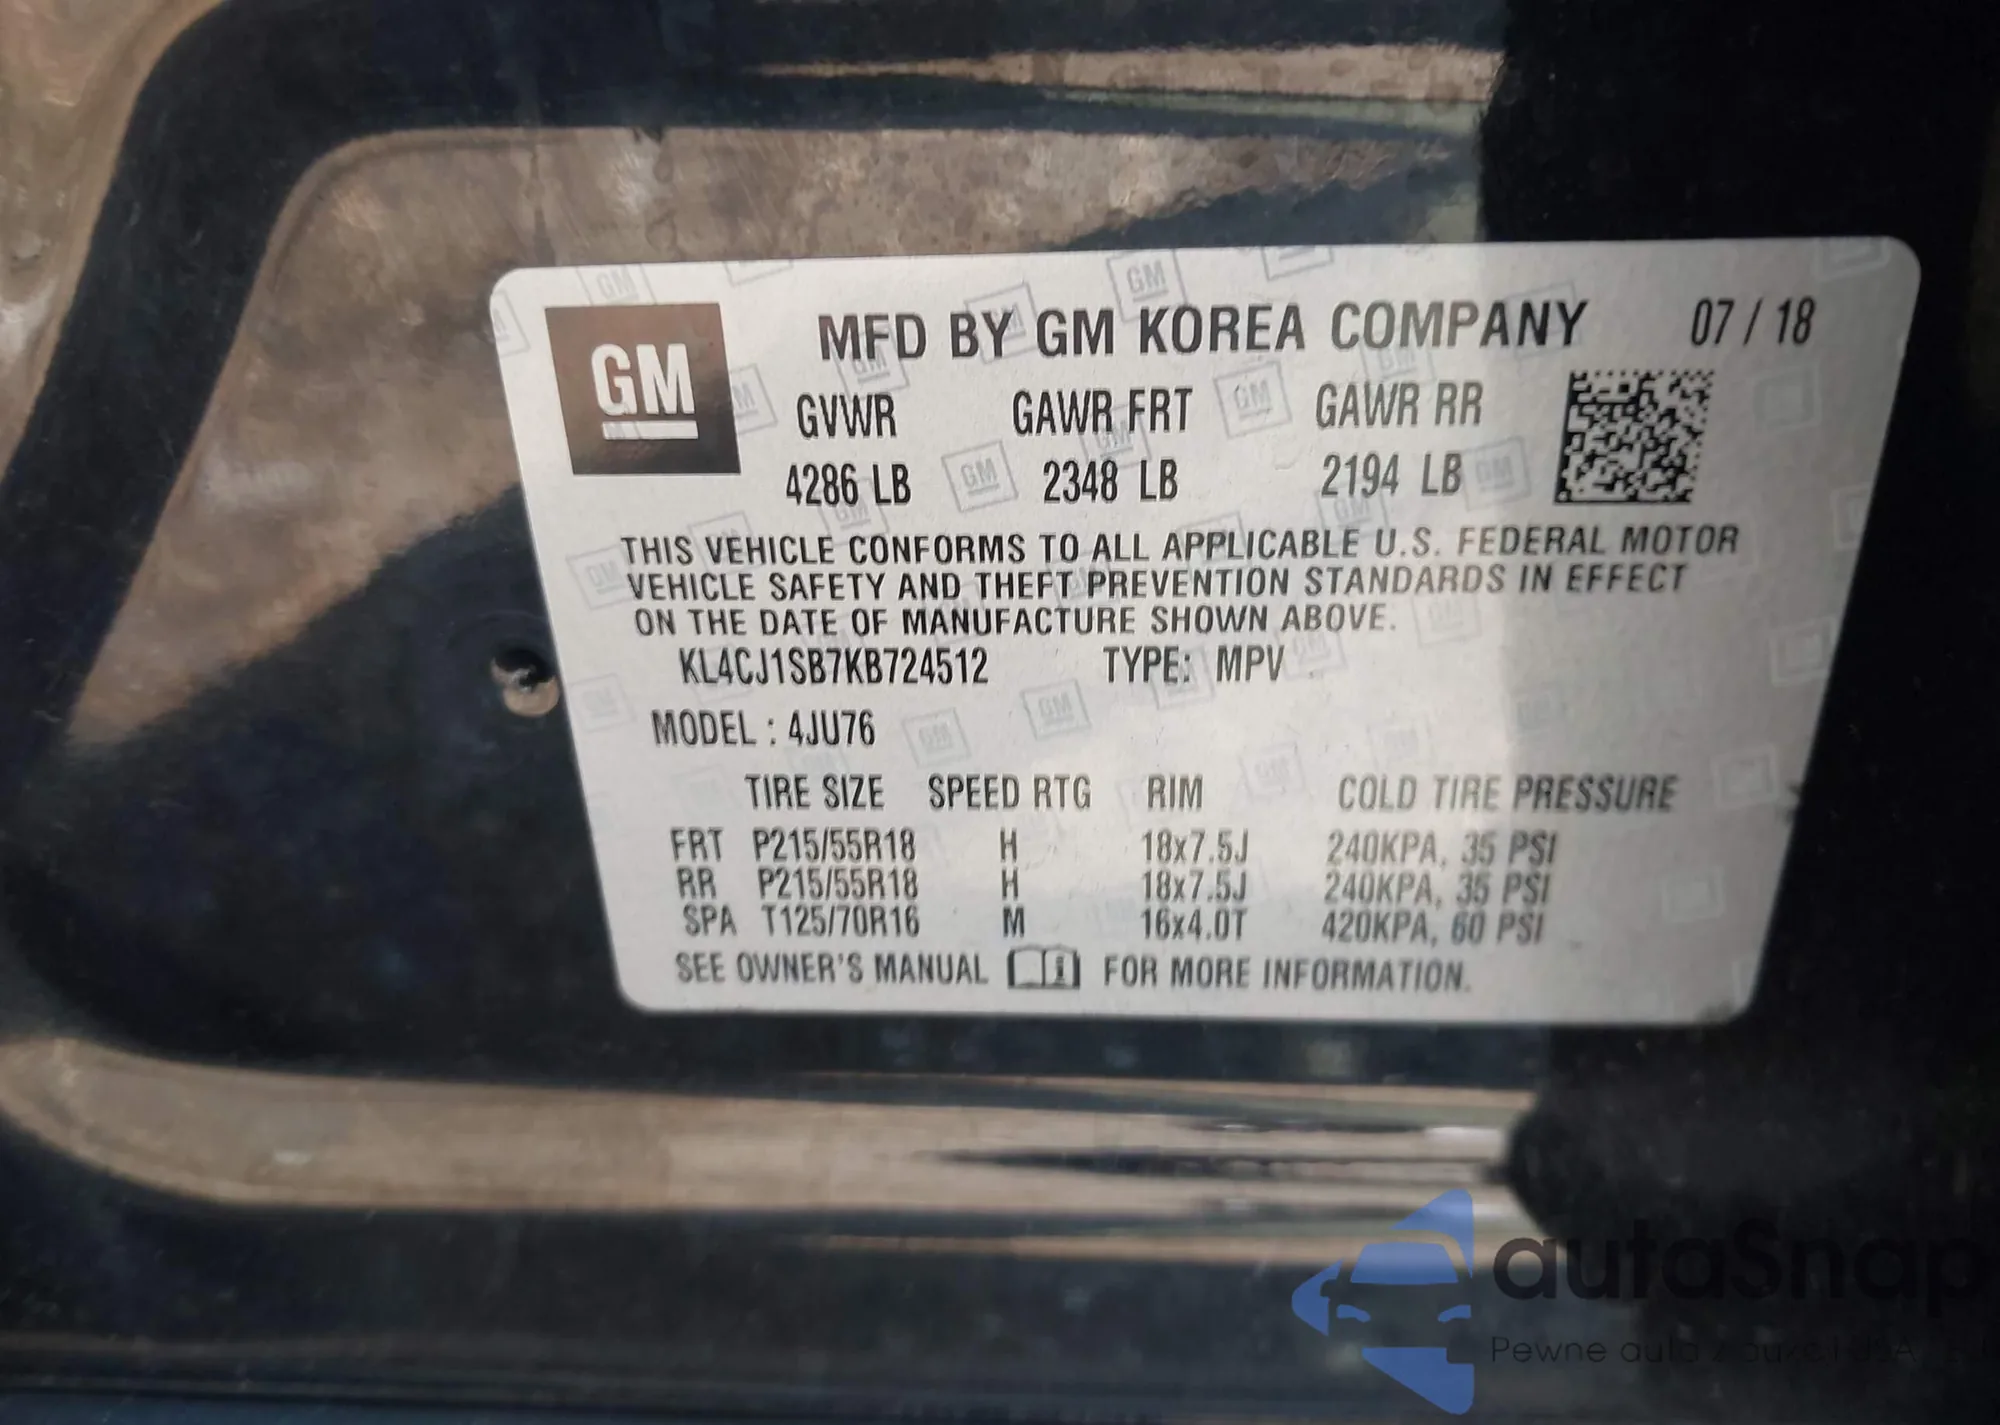 GM
MFD BY GM KOREA COMPANY 07 / 18
GVWR GAWR FRT GAWR RR
4286 LB 2348 LB 2194 LB
THIS VEHICLE CONFORMS TO ALL APPLICABLE U.S. FEDERAL MOTOR
VEHICLE SAFETY AND THEFT PREVENTION STANDARDS IN EFFECT
ON THE DATE OF MANUFACTURE SHOWN ABOVE.
KL4CJ1SB7KB724512 TYPE: MPV
MODEL : 4JU76
TIRE SIZE SPEED RTG RIM COLD TIRE PRESSURE
FRT P215/55R18 H 18x7.5J 240KPA, 35 PSI
RR P215/55R18 H 18x7.5J 240KPA, 35 PSI
SPA T125/70R16 M 16x4.0T 420KPA, 60 PSI
SEE OWNER'S MANUAL FOR MORE INFORMATION.
autaSnap
Pewne auta z